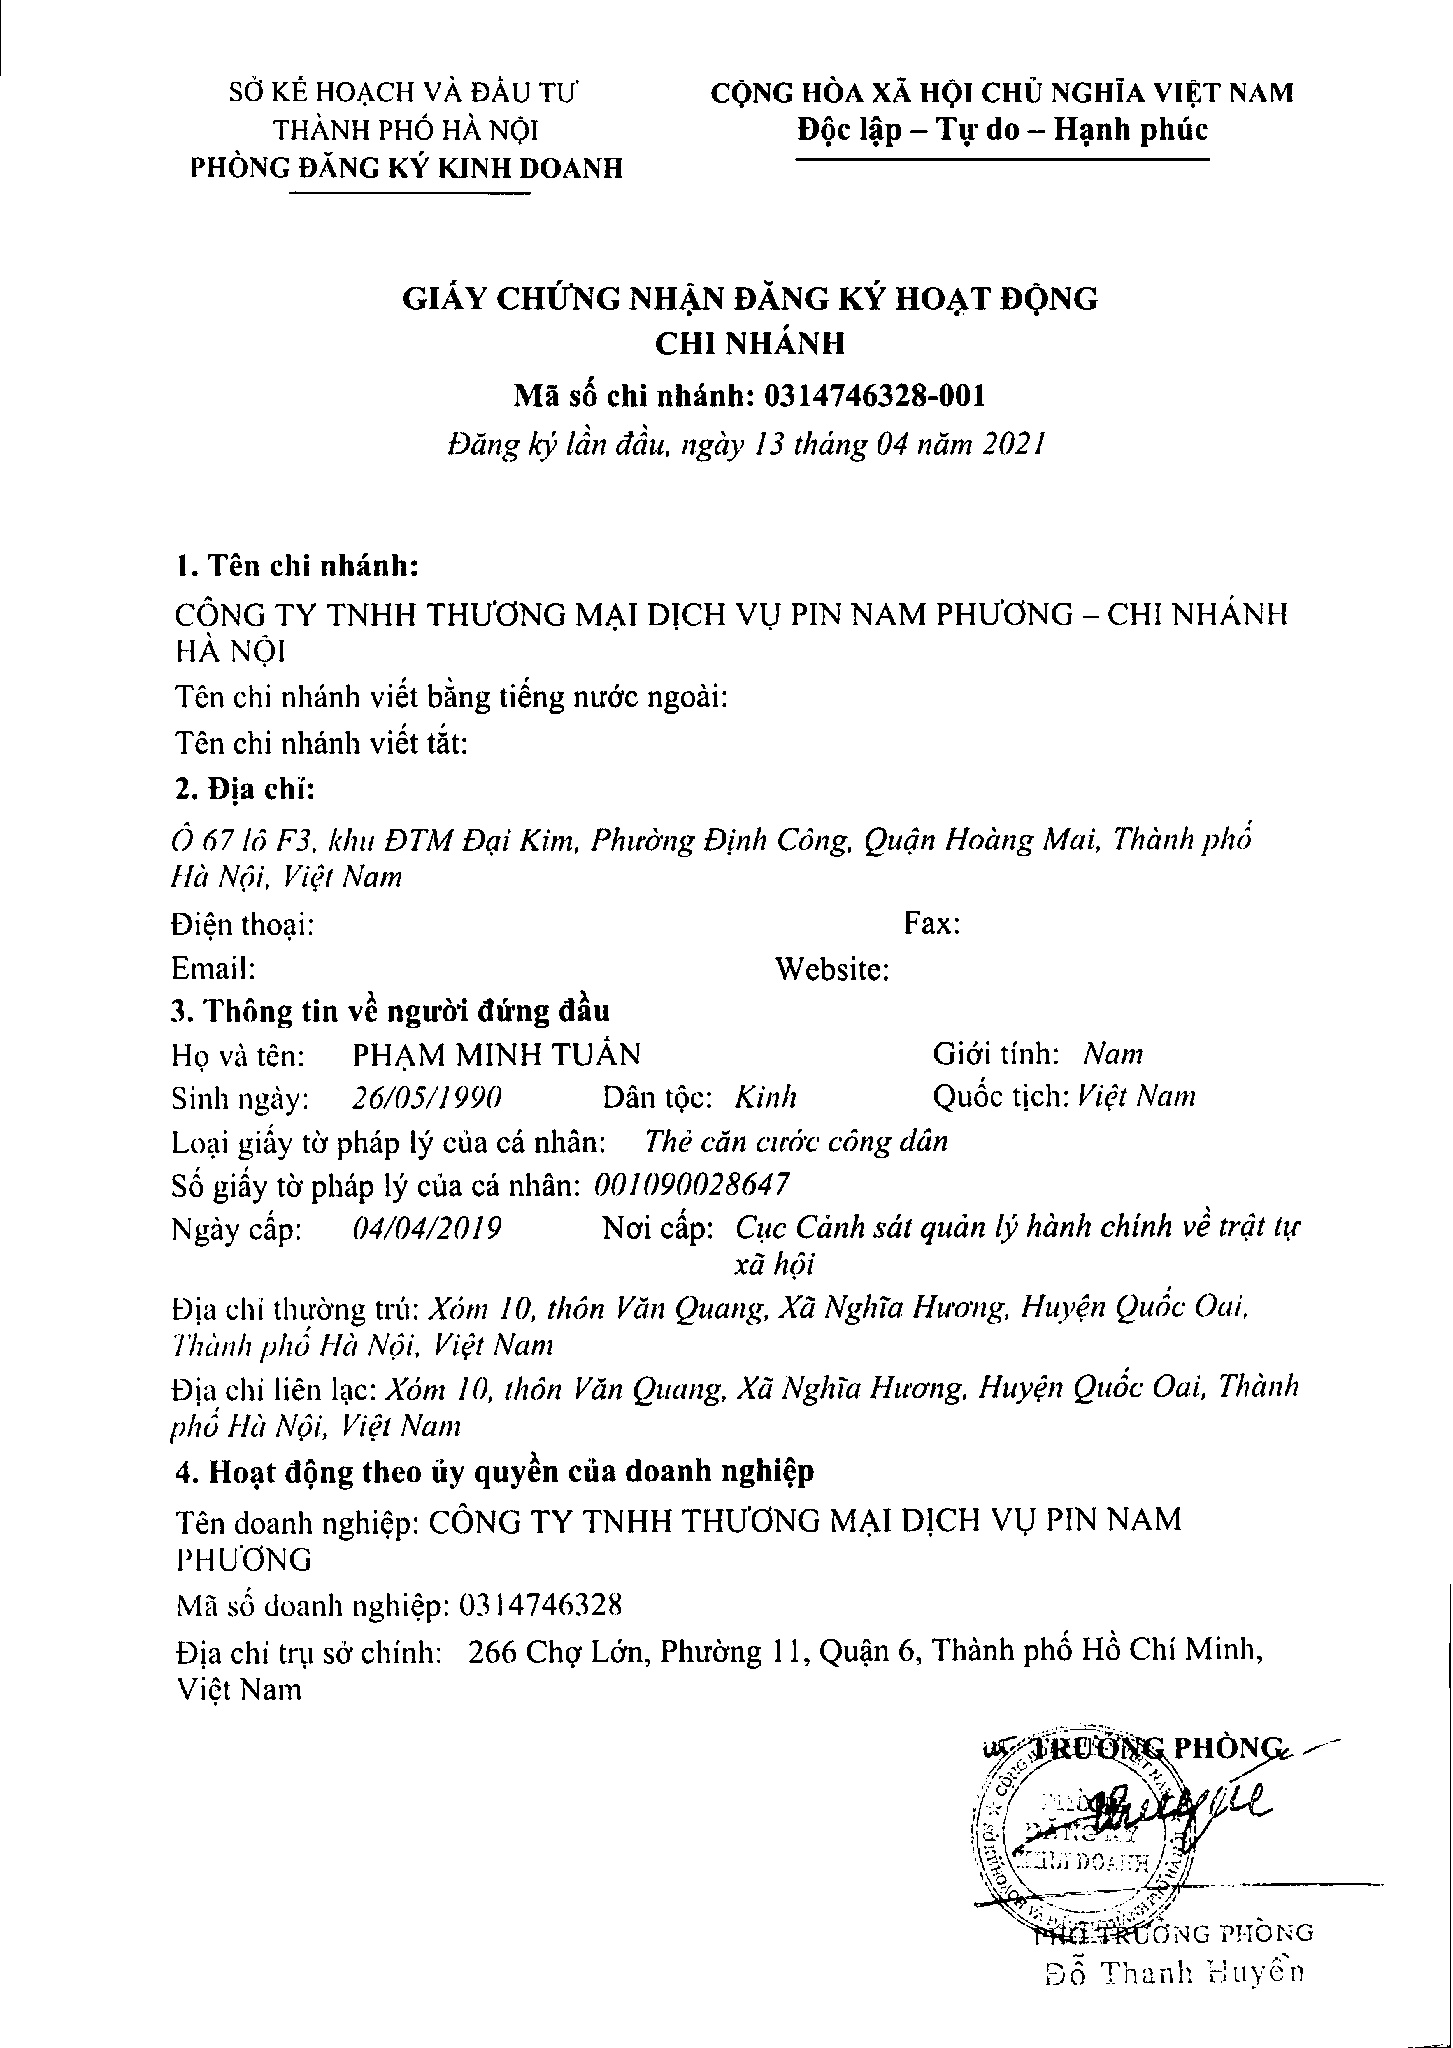 SỞ KẾ HOẠCH VÀ ĐẦU TƯ
THÀNH PHỐ HÀ NỘI
PHÒNG ĐĂNG KÝ KINH DOANH
CỘNG HÒA XÃ HỘI CHỦ NGHĨA VIỆT NAM
Độc lập – Tự do – Hạnh phúc
GIẤY CHỨNG NHẬN ĐĂNG KÝ HOẠT ĐỘNG
CHI NHÁNH
Mã số chi nhánh: 0314746328-001
Đăng ký lần đầu, ngày 13 tháng 04 năm 2021
1. Tên chi nhánh:
CÔNG TY TNHH THƯƠNG MẠI DỊCH VỤ PIN NAM PHƯƠNG – CHI NHÁNH
HÀ NỘI
Tên chi nhánh viết bằng tiếng nước ngoài:
Tên chi nhánh viết tắt:
2. Địa chỉ:
Ô 67 lô F3, khu ĐTM Đại Kim, Phường Định Công, Quận Hoàng Mai, Thành phố
Hà Nội, Việt Nam
Điện thoại: Fax:
Email: Website:
3. Thông tin về người đứng đầu
Họ và tên: PHẠM MINH TUẤN Giới tính: Nam
Sinh ngày: 26/05/1990 Dân tộc: Kinh Quốc tịch: Việt Nam
Loại giấy tờ pháp lý của cá nhân: Thẻ căn cước công dân
Số giấy tờ pháp lý của cá nhân: 001090028647
Ngày cấp: 04/04/2019 Nơi cấp: Cục Cảnh sát quản lý hành chính về trật tự
xã hội
Địa chỉ thường trú: Xóm 10, thôn Văn Quang, Xã Nghĩa Hương, Huyện Quốc Oai,
Thành phố Hà Nội, Việt Nam
Địa chỉ liên lạc: Xóm 10, thôn Văn Quang, Xã Nghĩa Hương, Huyện Quốc Oai, Thành
phố Hà Nội, Việt Nam
4. Hoạt động theo ủy quyền của doanh nghiệp
Tên doanh nghiệp: CÔNG TY TNHH THƯƠNG MẠI DỊCH VỤ PIN NAM
PHƯƠNG
Mã số doanh nghiệp: 0314746328
Địa chỉ trụ sở chính: 266 Chợ Lớn, Phường 11, Quận 6, Thành phố Hồ Chí Minh,
Việt Nam
TRƯỞNG PHÒNG
PHÒNG
ĐĂNG KÝ
KINH DOANH
PHÓ TRƯỞNG PHÒNG
Đỗ Thanh Huyền